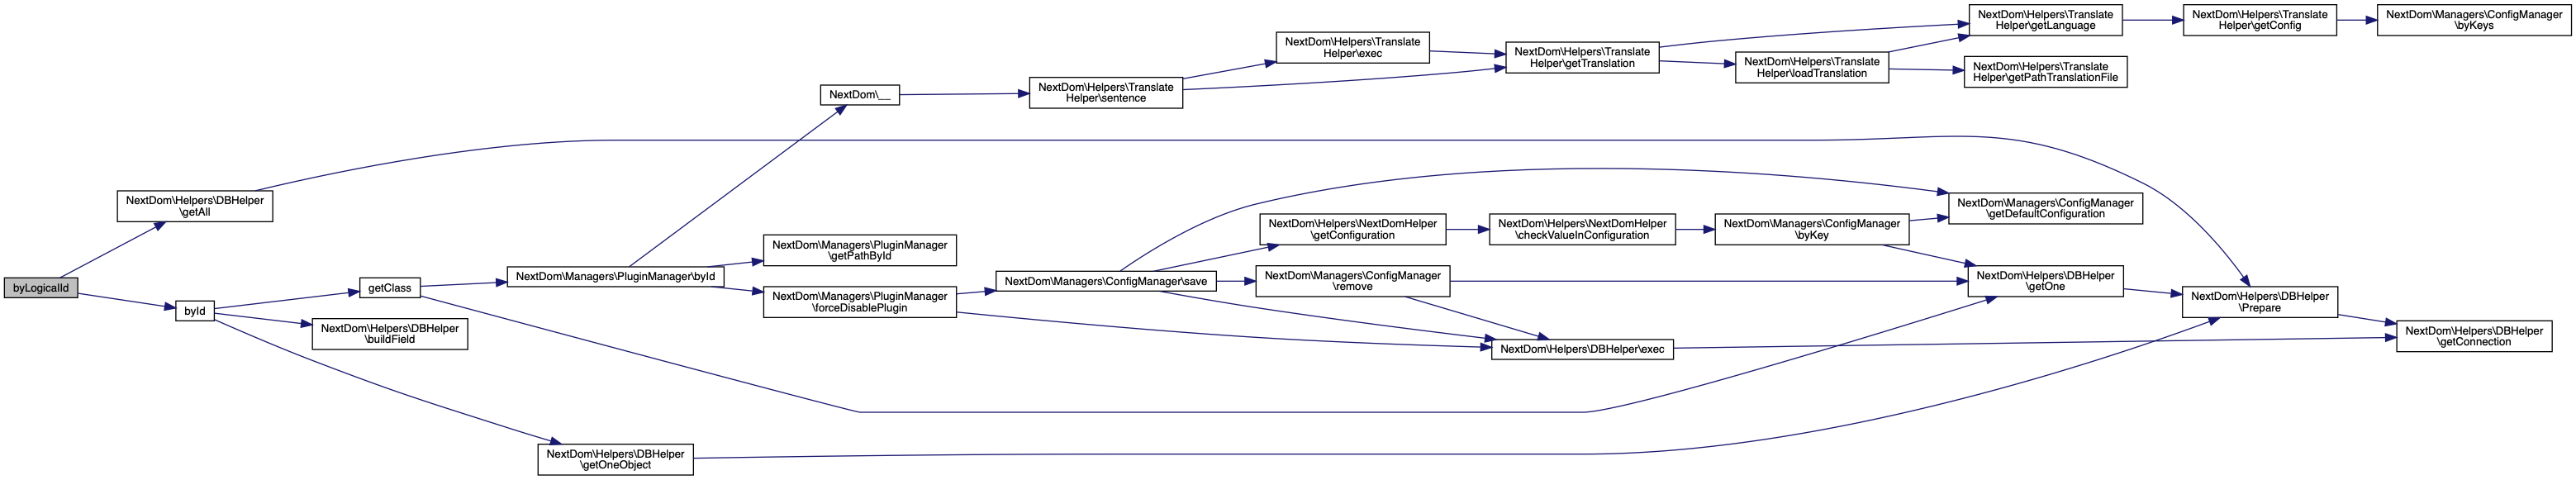 byLogicalId
NextDom\Helpers\DBHelper
\getAll
byId
getClass
NextDom\Helpers\DBHelper
\buildField
NextDom\Helpers\DBHelper
\getOneObject
NextDom\Managers\PluginManager\byId
NextDom\__
NextDom\Managers\PluginManager
\getPathById
NextDom\Managers\PluginManager
\forceDisablePlugin
NextDom\Helpers\Translate
Helper\sentence
NextDom\Managers\ConfigManager\save
NextDom\Helpers\Translate
Helper\exec
NextDom\Helpers\NextDomHelper
\getConfiguration
NextDom\Managers\ConfigManager
\remove
NextDom\Helpers\Translate
Helper\getTranslation
NextDom\Helpers\NextDomHelper
\checkValueInConfiguration
NextDom\Helpers\DBHelper\exec
NextDom\Helpers\Translate
Helper\loadTranslation
NextDom\Managers\ConfigManager
\byKey
NextDom\Helpers\Translate
Helper\getLanguage
NextDom\Helpers\Translate
Helper\getPathTranslationFile
NextDom\Managers\ConfigManager
\getDefaultConfiguration
NextDom\Helpers\DBHelper
\getOne
NextDom\Helpers\Translate
Helper\getConfig
NextDom\Helpers\DBHelper
\Prepare
NextDom\Managers\ConfigManager
\byKeys
NextDom\Helpers\DBHelper
\getConnection